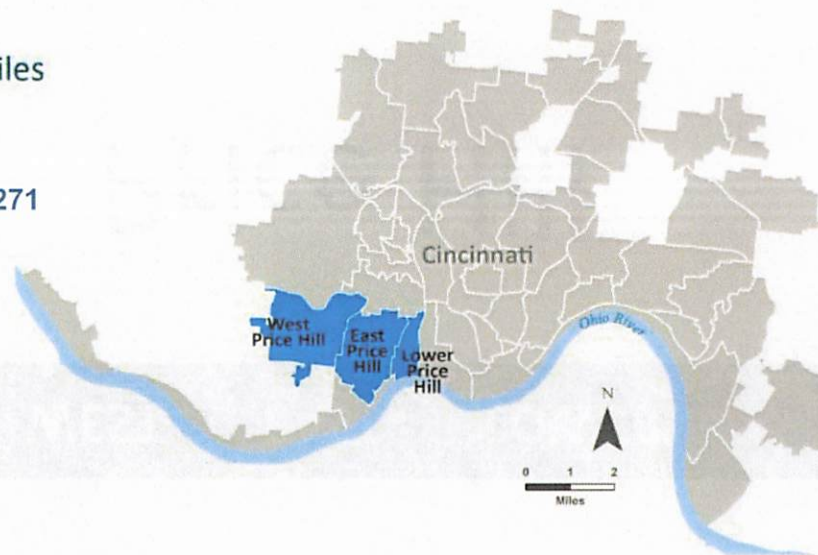 iles
271
Cincinnati
West
Price Hill
East
Price
Hill
Lower
Price
Hill
Ohio River
N
0 1 2
Miles